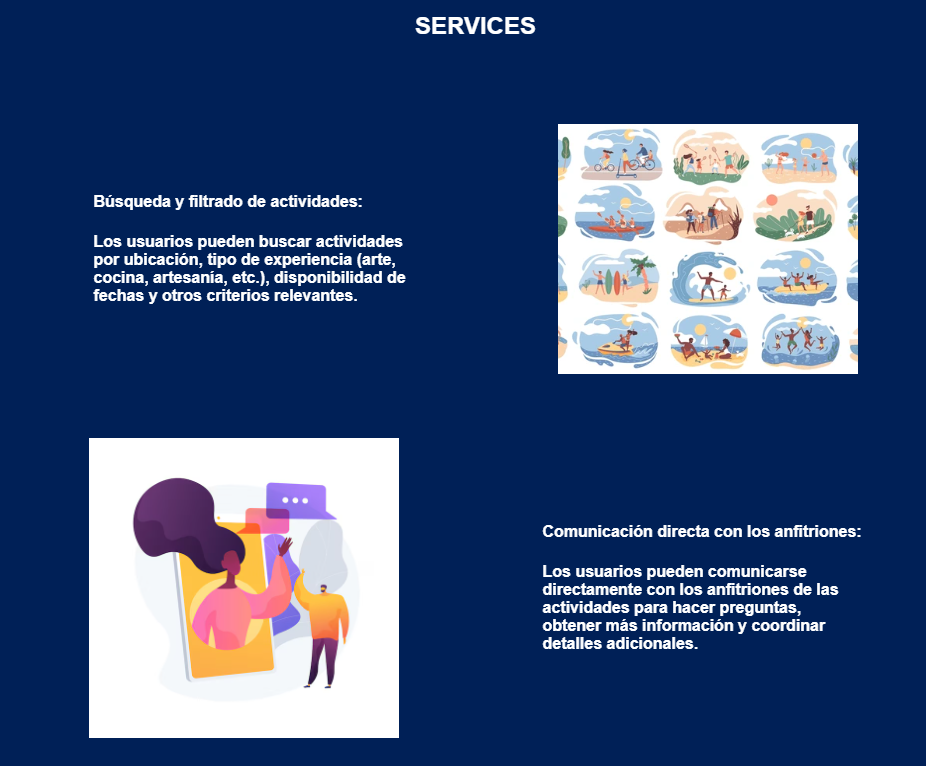 SERVICES
Búsqueda y filtrado de actividades:
Los usuarios pueden buscar actividades
por ubicación, tipo de experiencia (arte,
cocina, artesanía, etc.), disponibilidad de
fechas y otros criterios relevantes.
Comunicación directa con los anfitriones:
Los usuarios pueden comunicarse
directamente con los anfitriones de las
actividades para hacer preguntas,
obtener más información y coordinar
detalles adicionales.